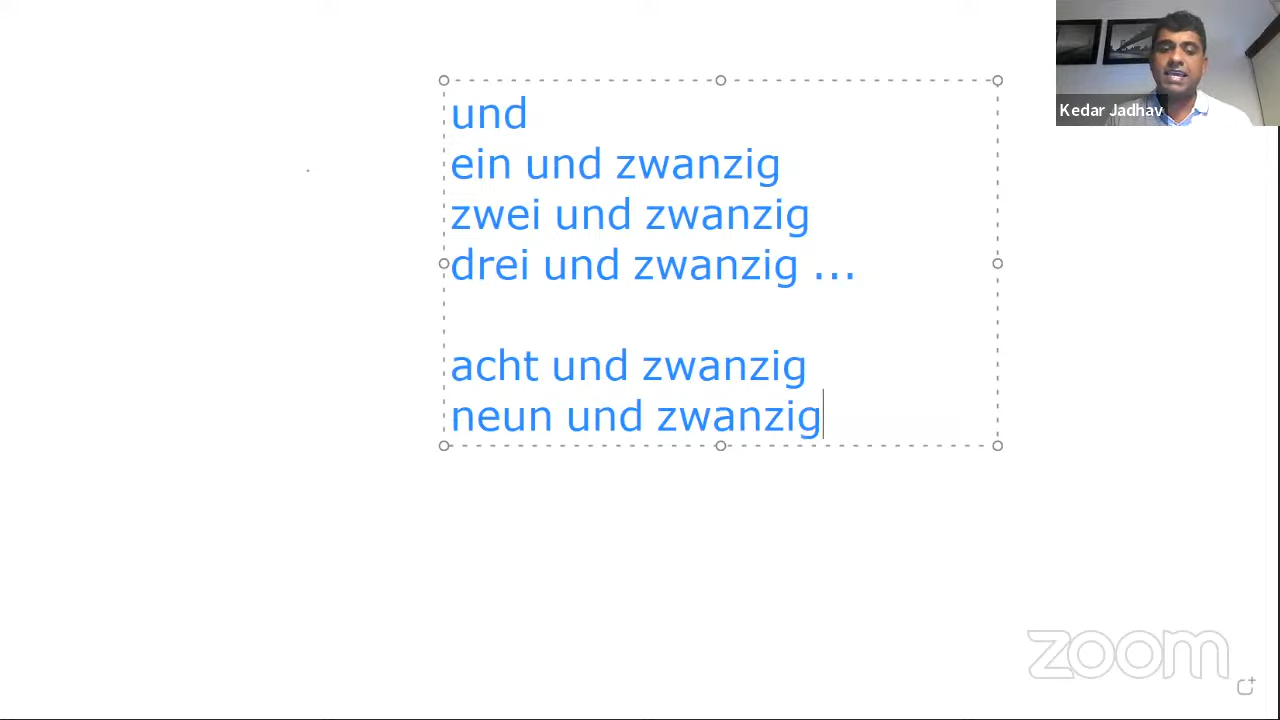 Kedar Jadhav
und
ein und zwanzig
zwei und zwanzig
drei und zwanzig ...
acht und zwanzig
neun und zwanzig
zoom